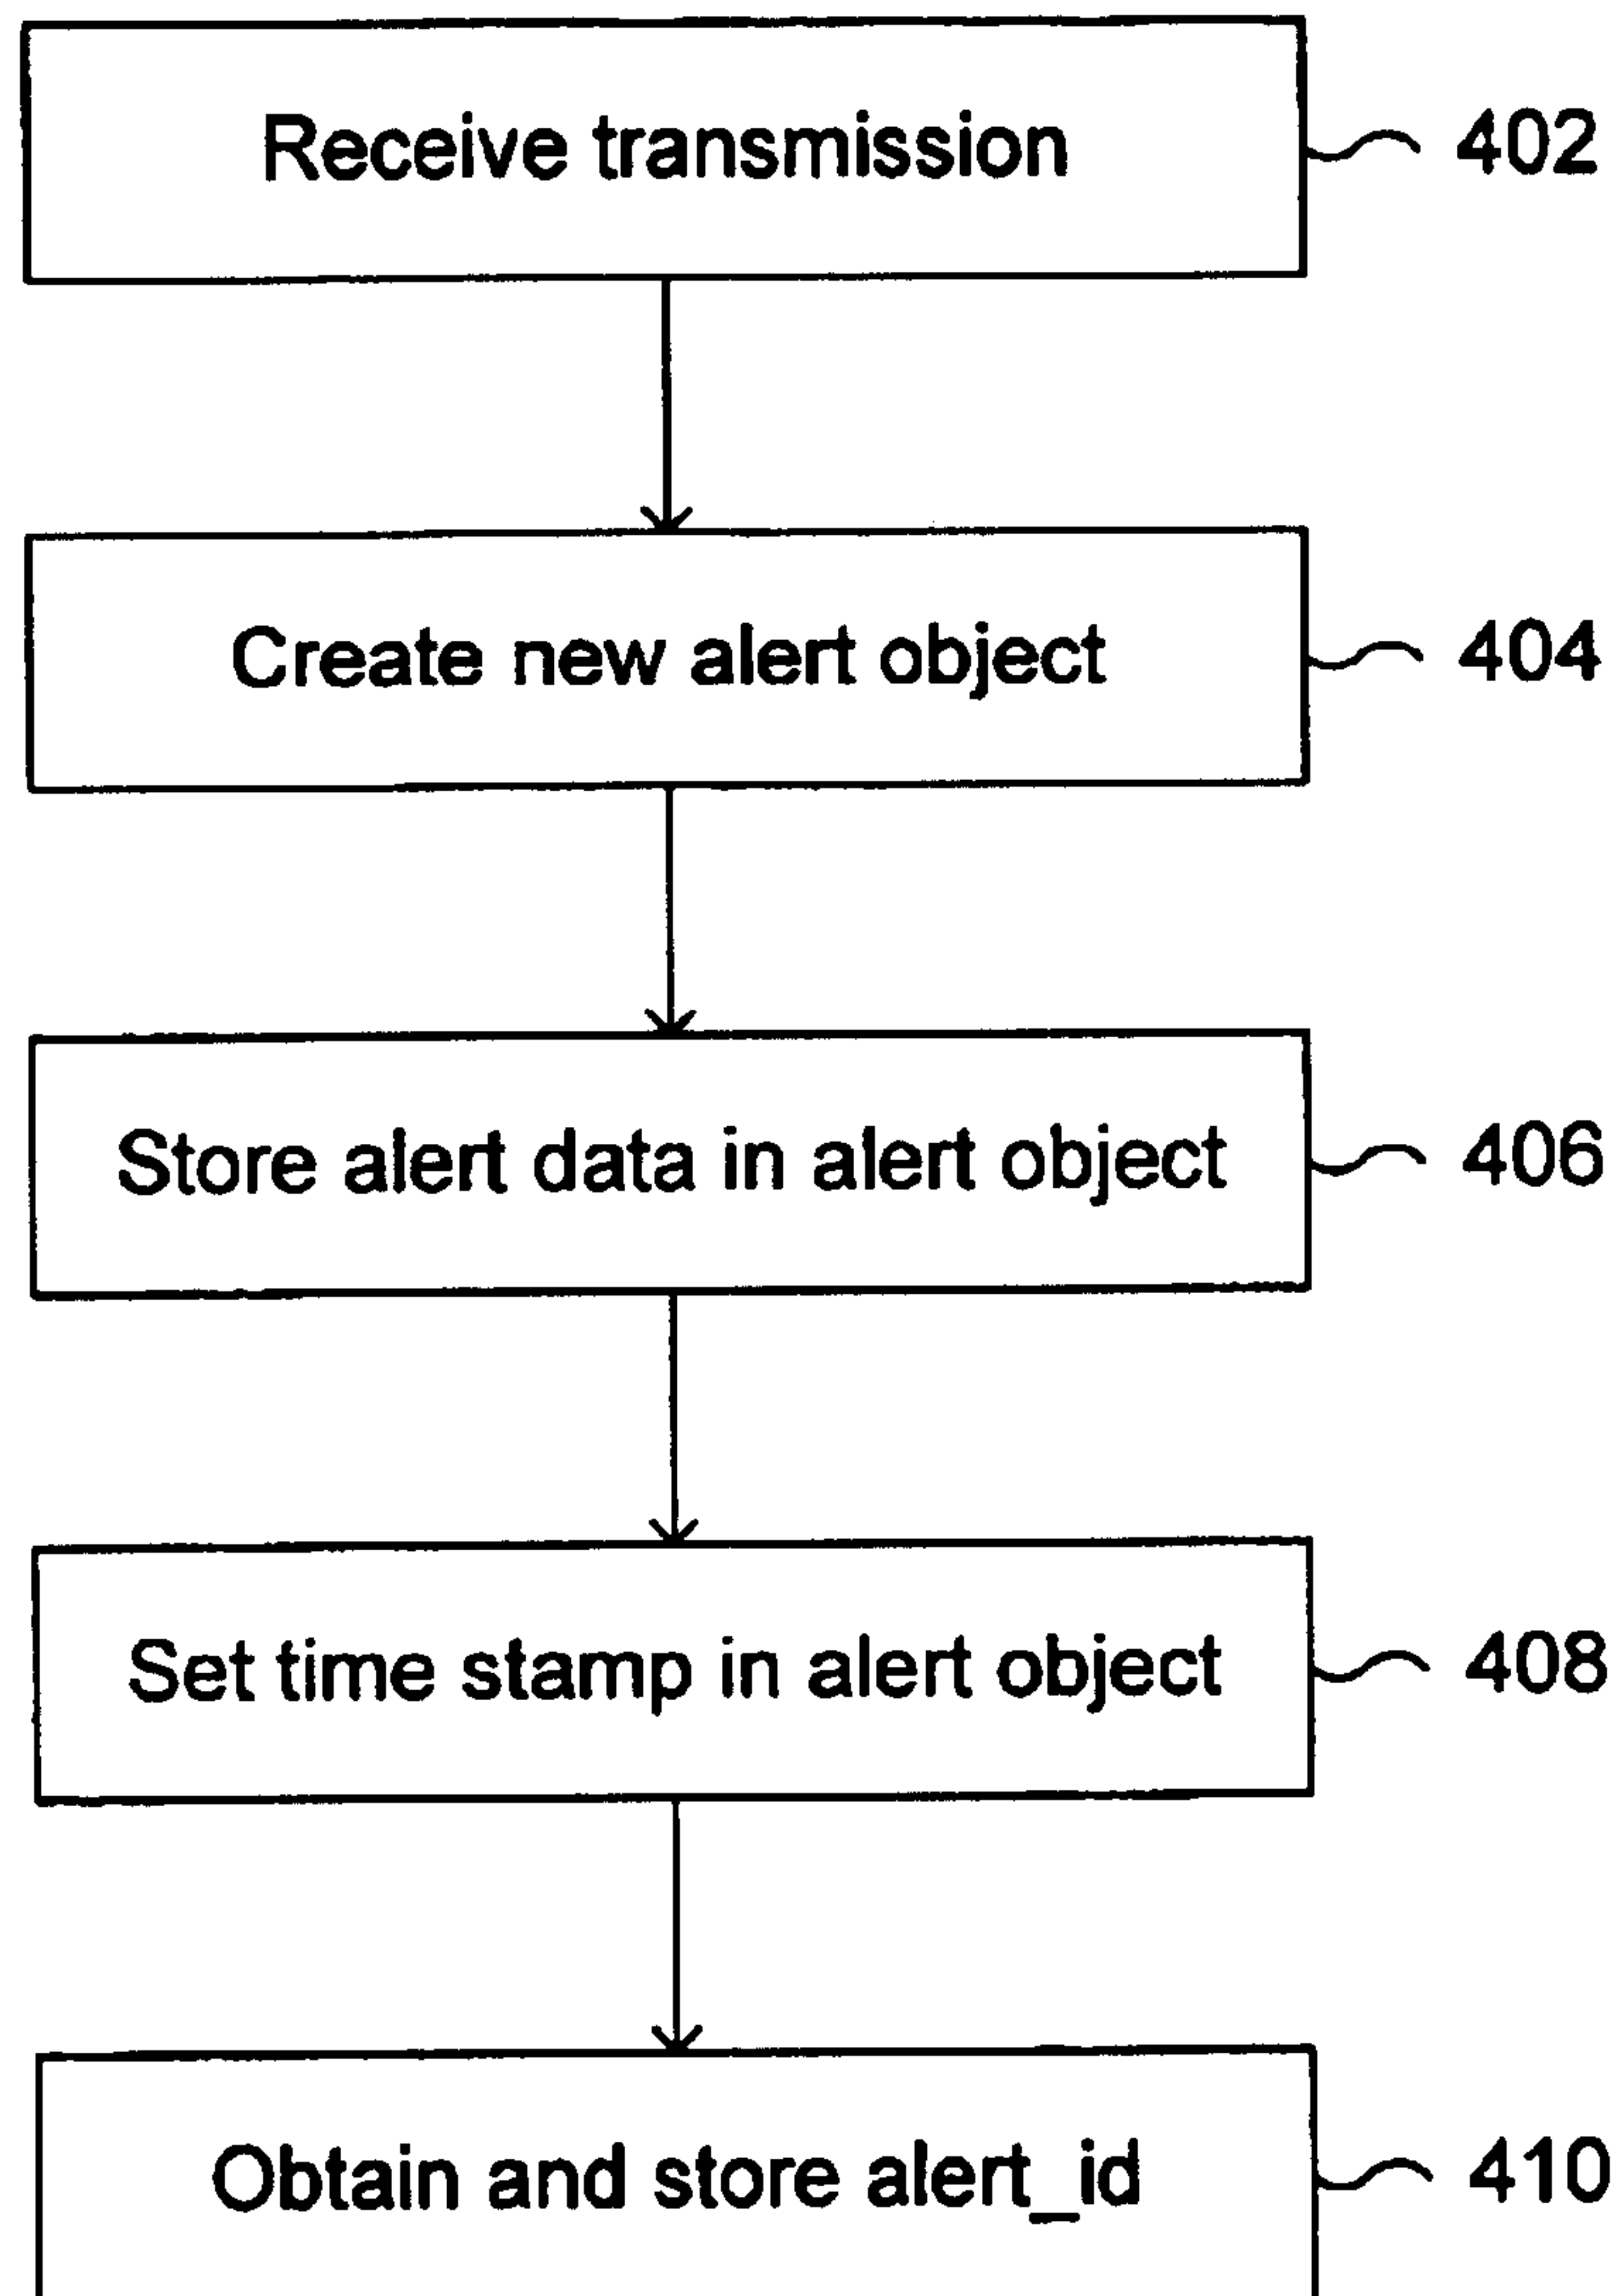 Receive transmission 402
Create new alert object 404
Store alert data in alert object 406
Set time stamp in alert object 408
Obtain and store alert_id 410